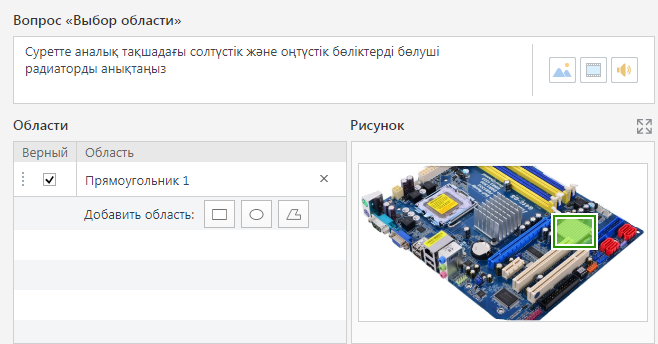 Вопрос «Выбор области»
Суретте аналық тақшадағы солтүстік және оңтүстік бөліктерді бөлуші
радиаторды анықтаңыз
Области
Рисунок
Верный
Область
Прямоугольник 1
Добавить область: